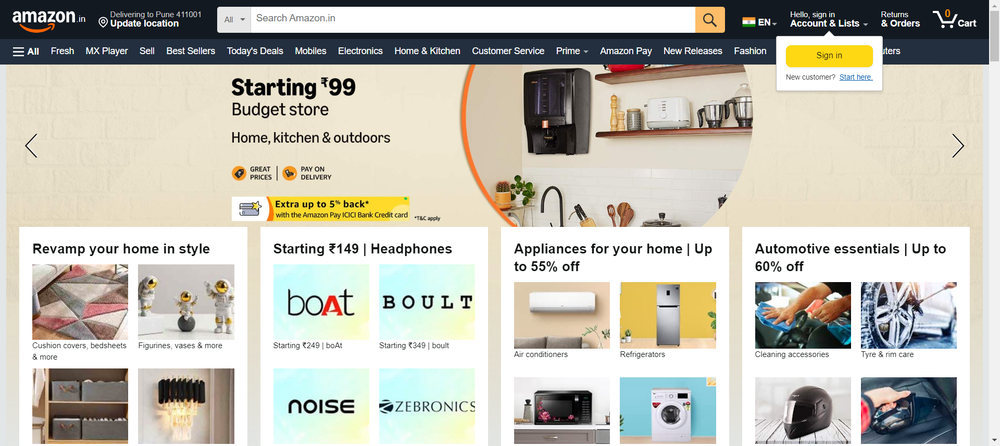 amazon.in
Delivering to Pune 411001
Update location
All
Search Amazon.in
EN
Hello, sign in
Account & Lists
Returns
& Orders
0
Cart
All
Fresh
MX Player
Sell
Best Sellers
Today's Deals
Mobiles
Electronics
Home & Kitchen
Customer Service
Prime
Amazon Pay
New Releases
Fashion
uters
Sign in
New customer? Start here.
Starting ₹99
Budget store
Home, kitchen & outdoors
GREAT
PRICES
PAY ON
DELIVERY
Extra up to 5% back*
with the Amazon Pay ICICI Bank Credit card
*T&C apply
Revamp your home in style
Cushion covers, bedsheets
& more
Figurines, vases & more
Starting ₹149 | Headphones
boAt
BOULT
Starting ₹249 | boAt
Starting ₹349 | boult
NOISE
ZEBRONICS
Appliances for your home | Up
to 55% off
Air conditioners
Refrigerators
Automotive essentials | Up to
60% off
Cleaning accessories
Tyre & rim care